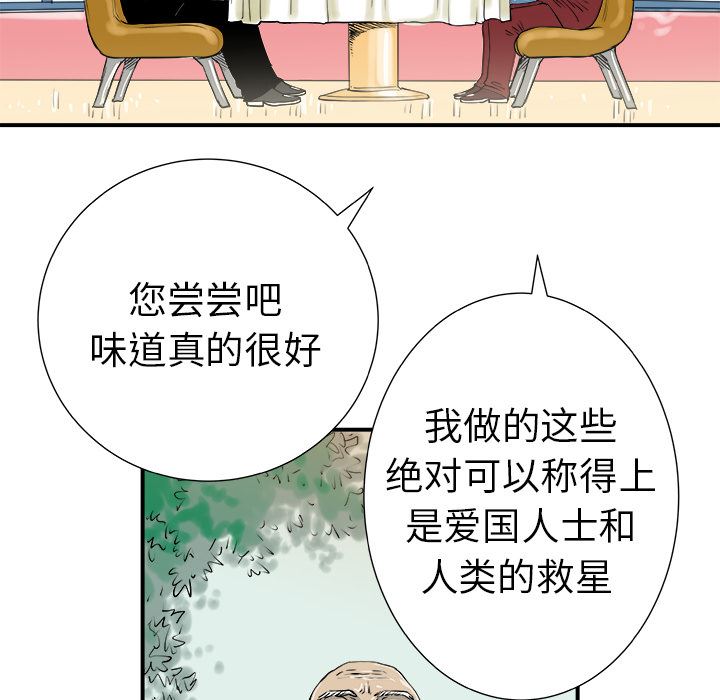 您尝尝吧
味道真的很好
我做的这些
绝对可以称得上
是爱国人士和
人类的救星